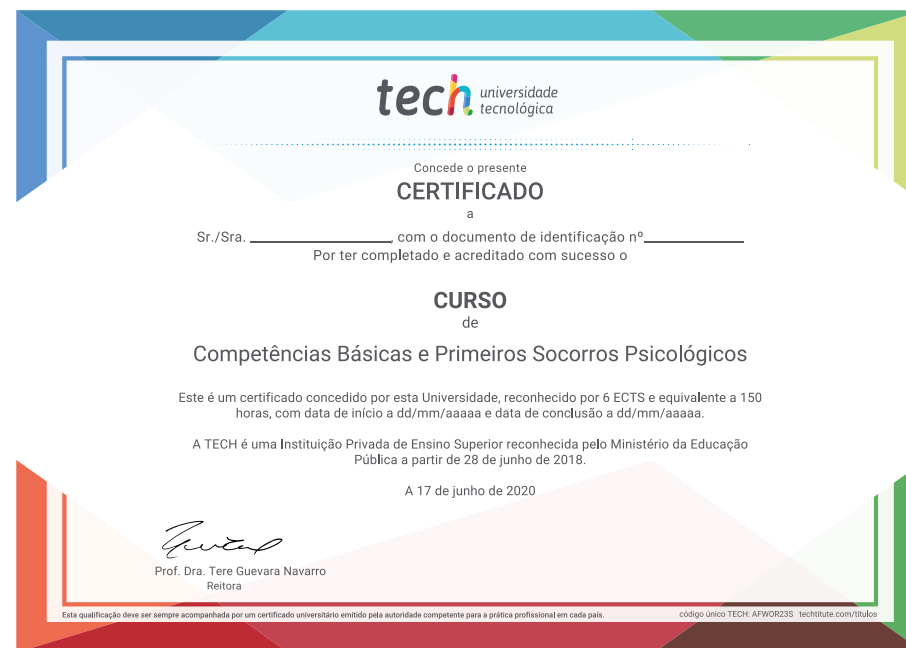 tech universidade
tecnológica
Concede o presente
CERTIFICADO
a
Sr./Sra. , com o documento de identificação nº
Por ter completado e acreditado com sucesso o
CURSO
de
Competências Básicas e Primeiros Socorros Psicológicos
Este é um certificado concedido por esta Universidade, reconhecido por 6 ECTS e equivalente a 150
horas, com data de início a dd/mm/aaaaa e data de conclusão a dd/mm/aaaaa.
A TECH é uma Instituição Privada de Ensino Superior reconhecida pelo Ministério da Educação
Pública a partir de 28 de junho de 2018.
A 17 de junho de 2020
Prof. Dra. Tere Guevara Navarro
Reitora
Esta qualificação deve ser sempre acompanhada por um certificado universitário emitido pela autoridade competente para a prática profissional em cada país.
código único TECH: AFWOR23S techtitute.com/titulos